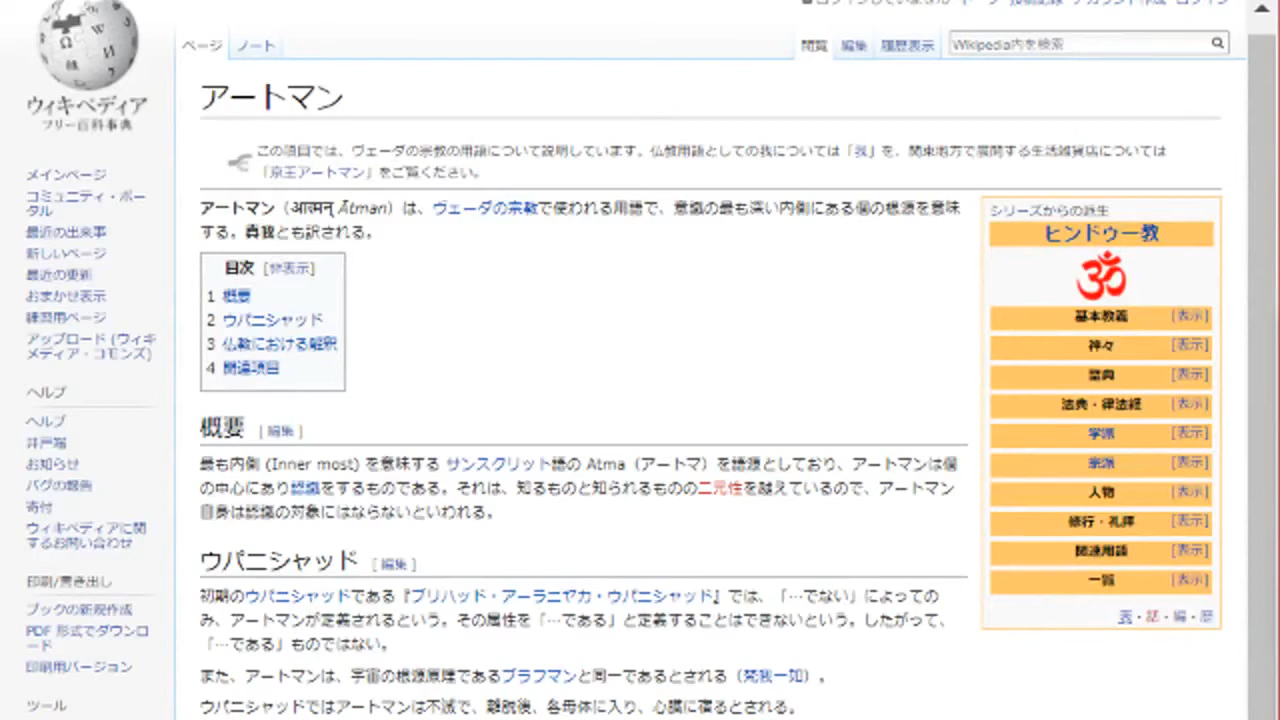 ページ ノート
閲覧 編集 履歴表示 Wikipedia内を検索
ウィキペディア
フリー百科事典
メインページ
コミュニティ・ポー
タル
最近の出来事
新しいページ
最近の更新
おまかせ表示
練習用ページ
アップロード (ウィキ
メディア・コモンズ)
ヘルプ
ヘルプ
井戸端
お知らせ
バグの報告
寄付
ウィキペディアに関
するお問い合わせ
印刷/書き出し
ブックの新規作成
PDF 形式でダウンロ
ード
印刷用バージョン
ツール
アートマン
この項目では、ヴェーダの宗教の用語について説明しています。仏教用語としての我については「我」を、関東地方で展開する生活雑貨店については
「京王アートマン」をご覧ください。
アートマン（आत्मन् Ātman）は、ヴェーダの宗教で使われる用語で、意識の最も深い内側にある個の根源を意味
する。真我とも訳される。
目次 [非表示]
1 概要
2 ウパニシャッド
3 仏教における解釈
4 関連項目
概要 [編集]
最も内側 (Inner most) を意味する サンスクリット語の Atma（アートマ）を語源としており、アートマンは個
の中心にあり認識をするものである。それは、知るものと知られるものの二元性を越えているので、アートマン
自身は認識の対象にはならないといわれる。
ウパニシャッド [編集]
初期のウパニシャッドである『ブリハッド・アーラニヤカ・ウパニシャッド』では、「…でない」によっての
み、アートマンが定義されるという。その属性を「…である」と定義することはできないという。したがって、
「…である」ものではない。
また、アートマンは、宇宙の根源原理であるブラフマンと同一であるとされる（梵我一如）。
ウパニシャッドではアートマンは不滅で、離脱後、各母体に入り、心臓に宿るとされる。
シリーズからの派生
ヒンドゥー教
ॐ
基本教義 [表示]
神々 [表示]
聖典 [表示]
法典・律法経 [表示]
学派 [表示]
宗派 [表示]
人物 [表示]
修行・礼拝 [表示]
関連用語 [表示]
一覧 [表示]
表・話・編・歴